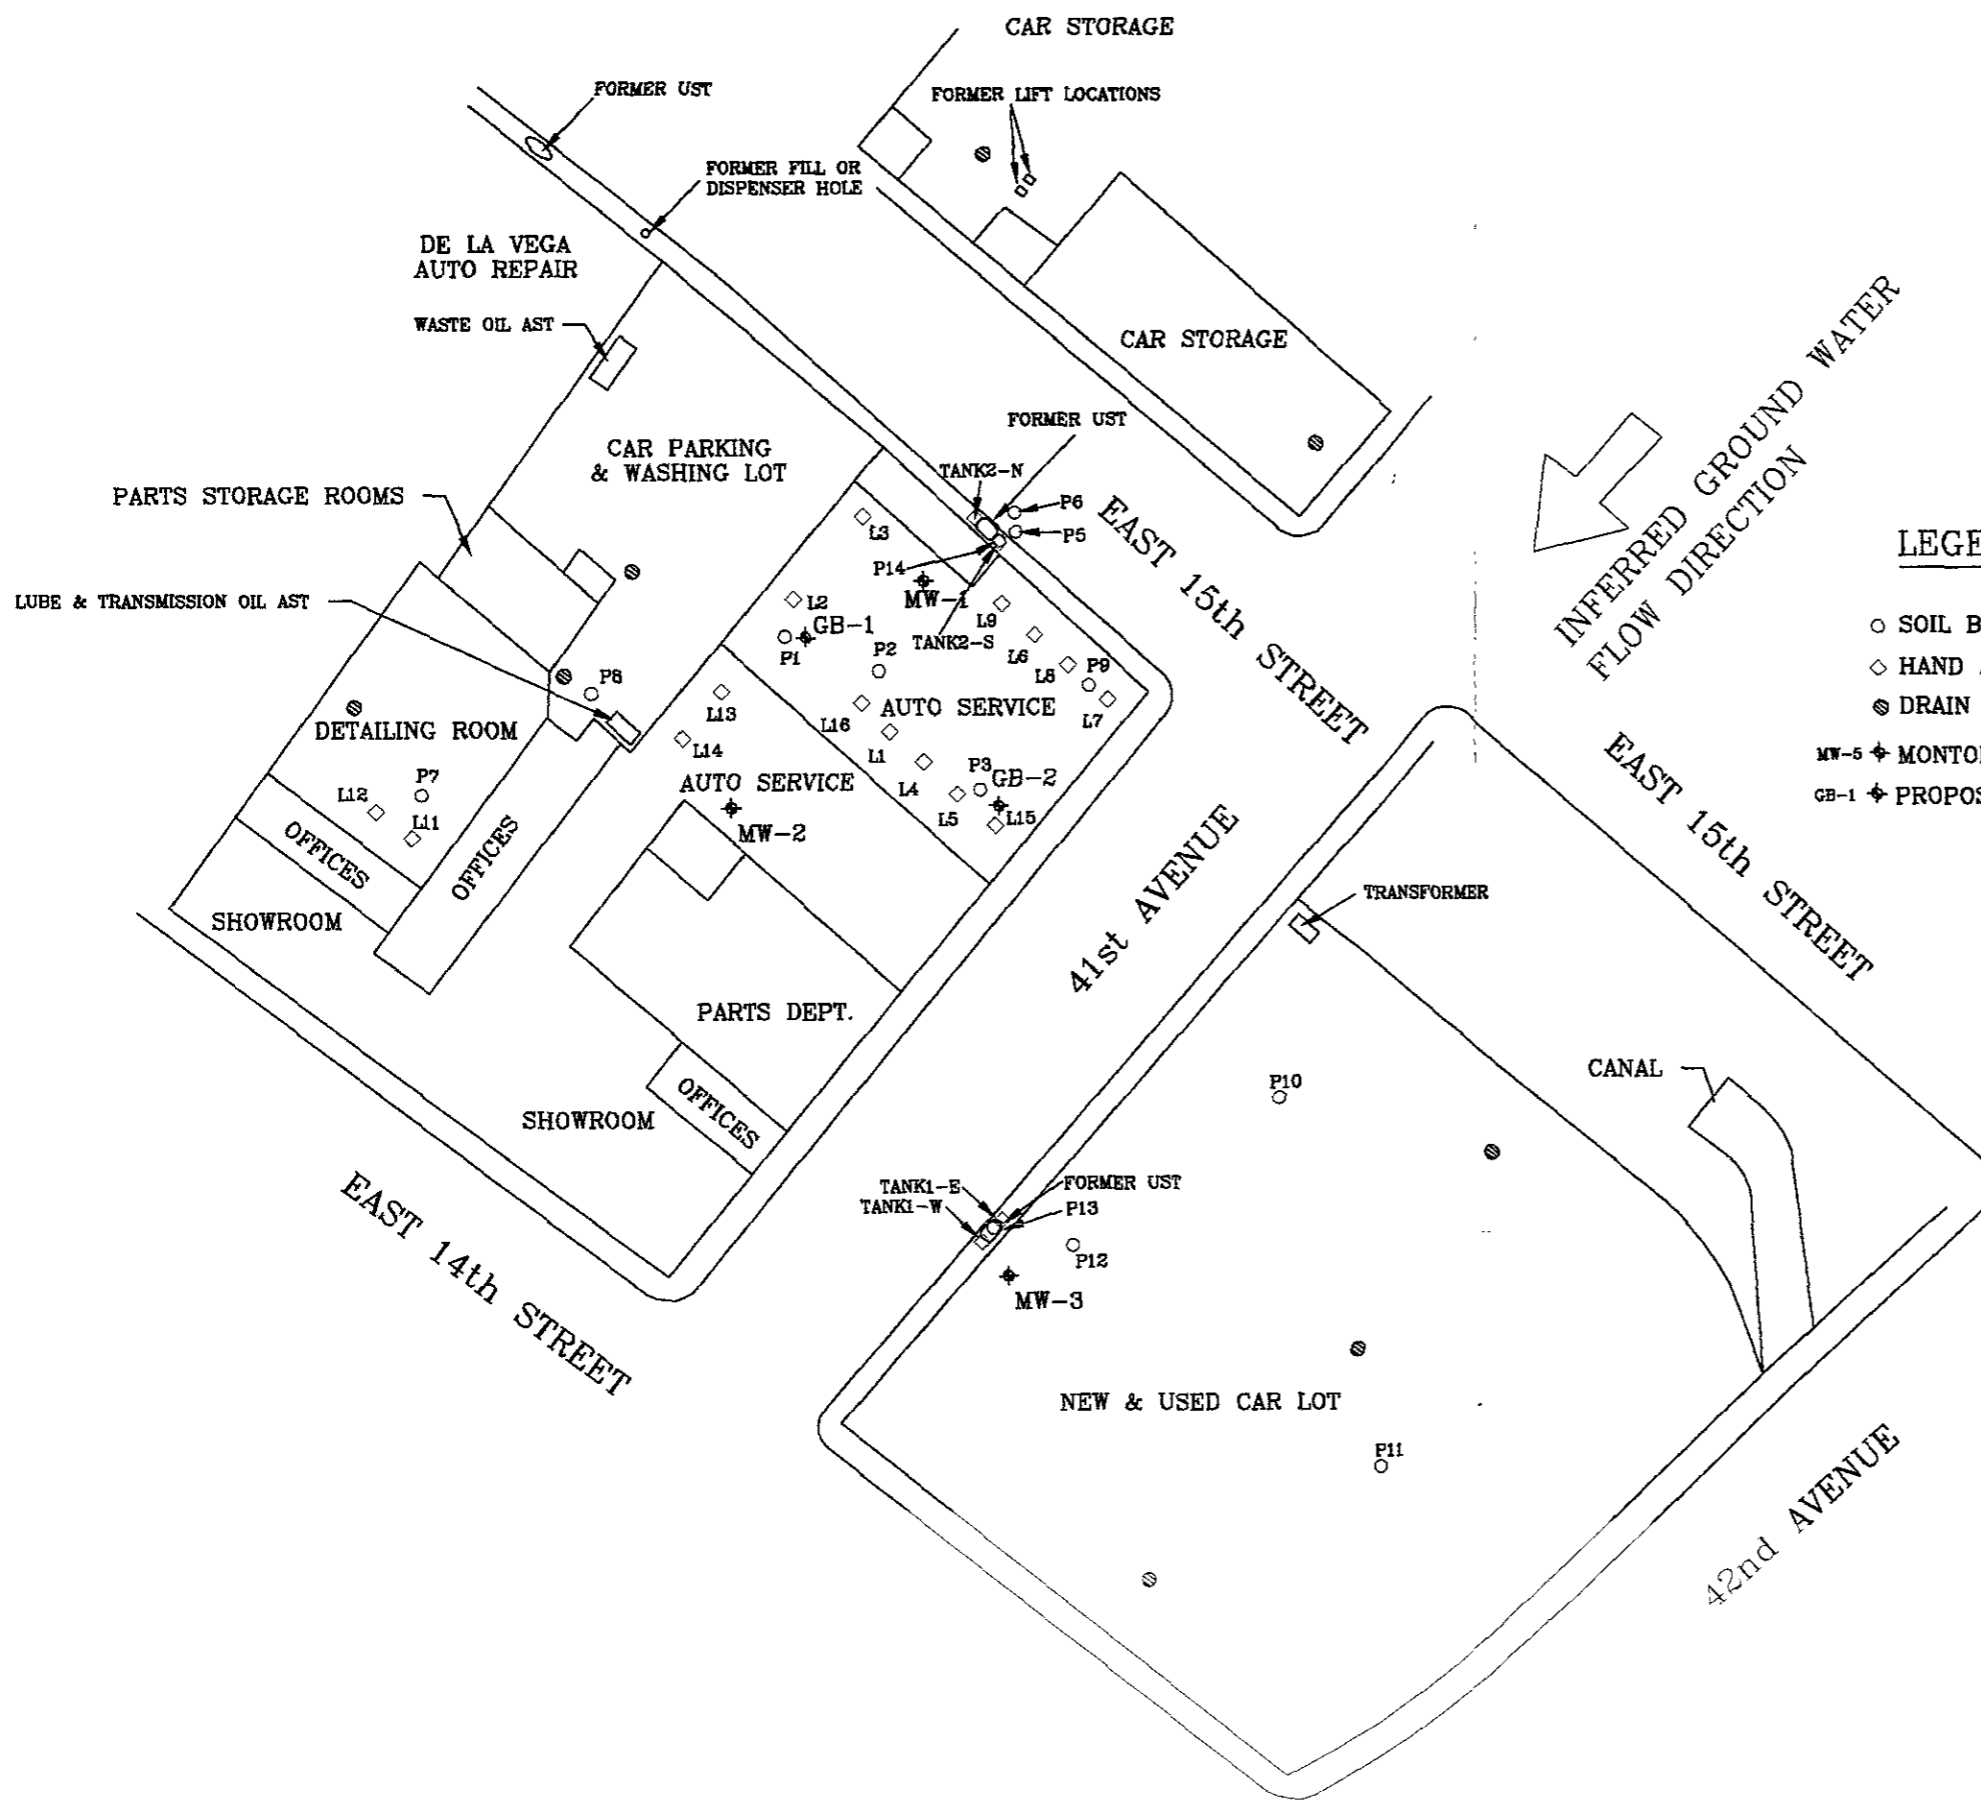 CAR STORAGE
FORMER UST
FORMER LIFT LOCATIONS
FORMER FILL OR
DISPENSER HOLE
DE LA VEGA
AUTO REPAIR
WASTE OIL AST
CAR STORAGE
FORMER UST
CAR PARKING
& WASHING LOT
TANK2-N
PARTS STORAGE ROOMS
P6
P5
L3
P14
MW-1
EAST 15th STREET
INFERRED GROUND WATER
FLOW DIRECTION
LEGE
SOIL B
HAND
DRAIN
MW-5 MONTO
GB-1 PROPOS
LUBE & TRANSMISSION OIL AST
L2
GB-1
P1
P2
TANK2-S
L9
L6
L8
P9
L7
P8
L13
L14
L16
AUTO SERVICE
L1
L4
L5
P3
GB-2
L15
DETAILING ROOM
P7
L12
L11
AUTO SERVICE
MW-2
OFFICES
OFFICES
SHOWROOM
41st AVENUE
EAST 15th STREET
TRANSFORMER
PARTS DEPT.
CANAL
P10
SHOWROOM
OFFICES
TANK1-E
TANK1-W
FORMER UST
P13
P12
MW-3
EAST 14th STREET
NEW & USED CAR LOT
P11
42nd AVENUE